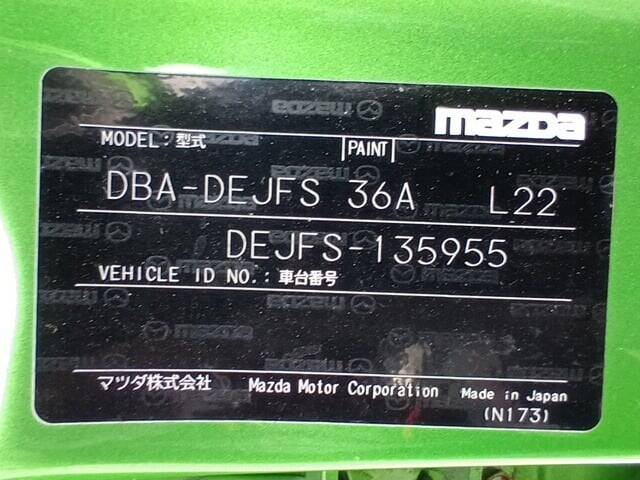 mazda
MODEL：型式 PAINT
DBA-DEJFS 36A L22
DEJFS-135955
VEHICLE ID NO.：車台番号
マツダ株式会社 Mazda Motor Corporation Made in Japan
(N173)